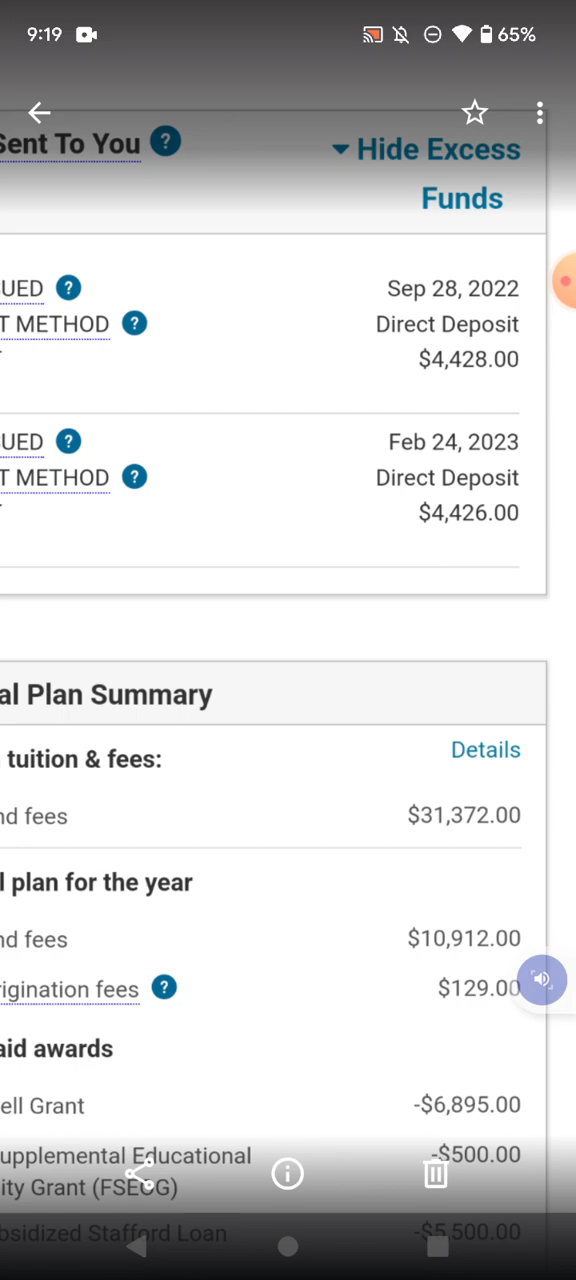 9:19 65%
Sent To You ?
Hide Excess
Funds
UED ? Sep 28, 2022
T METHOD ? Direct Deposit
$4,428.00
UED ? Feb 24, 2023
T METHOD ? Direct Deposit
$4,426.00
al Plan Summary
Details
tuition & fees:
nd fees $31,372.00
l plan for the year
nd fees $10,912.00
rigination fees ? $129.00
aid awards
ell Grant -$6,895.00
upplemental Educational -$500.00
ity Grant (FSEOG)
bsidized Stafford Loan -$5,500.00